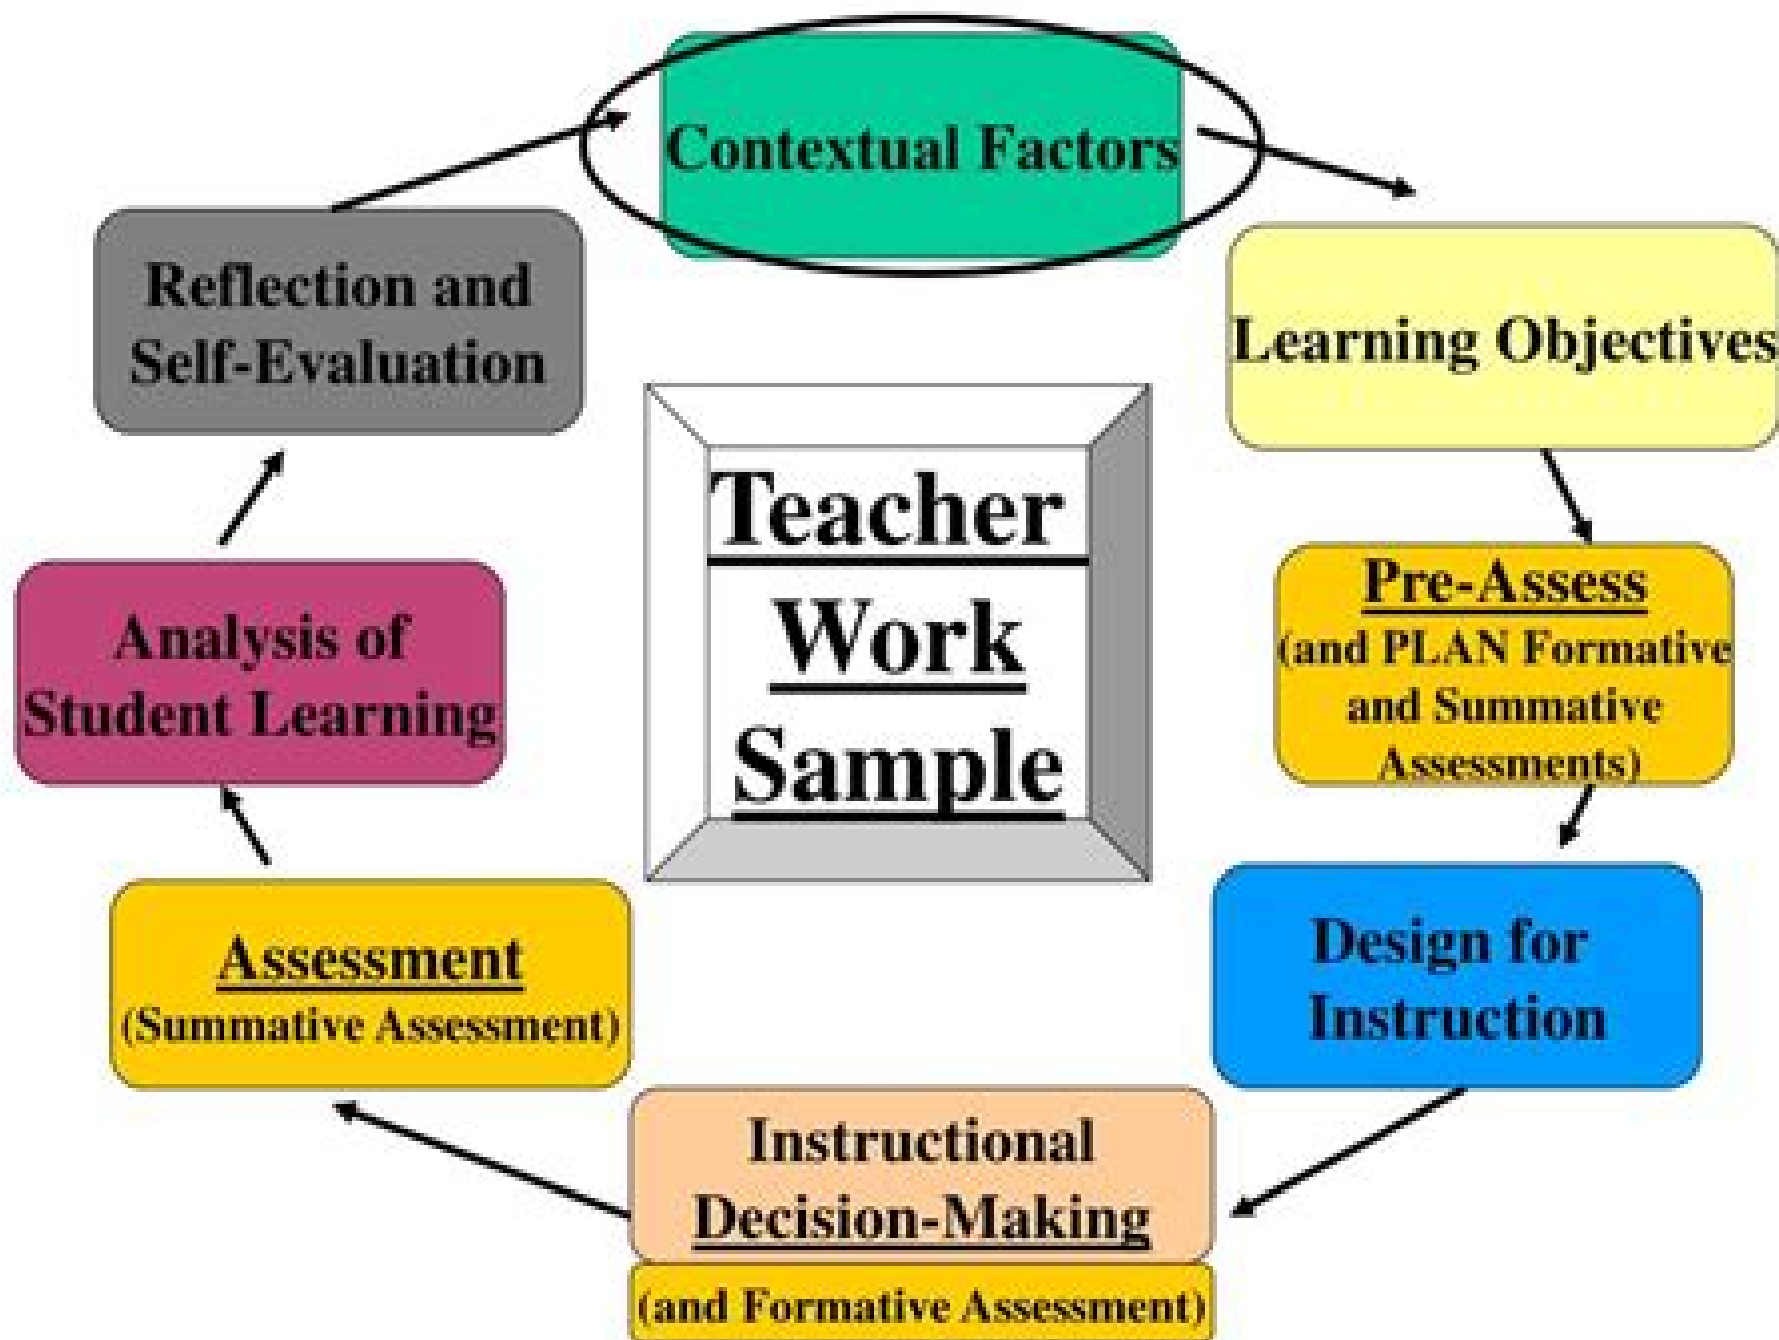 Contextual Factors
Learning Objectives
Pre-Assess
(and PLAN Formative
and Summative
Assessments)
Design for
Instruction
Instructional
Decision-Making
(and Formative Assessment)
Assessment
(Summative Assessment)
Analysis of
Student Learning
Reflection and
Self-Evaluation
Teacher
Work
Sample